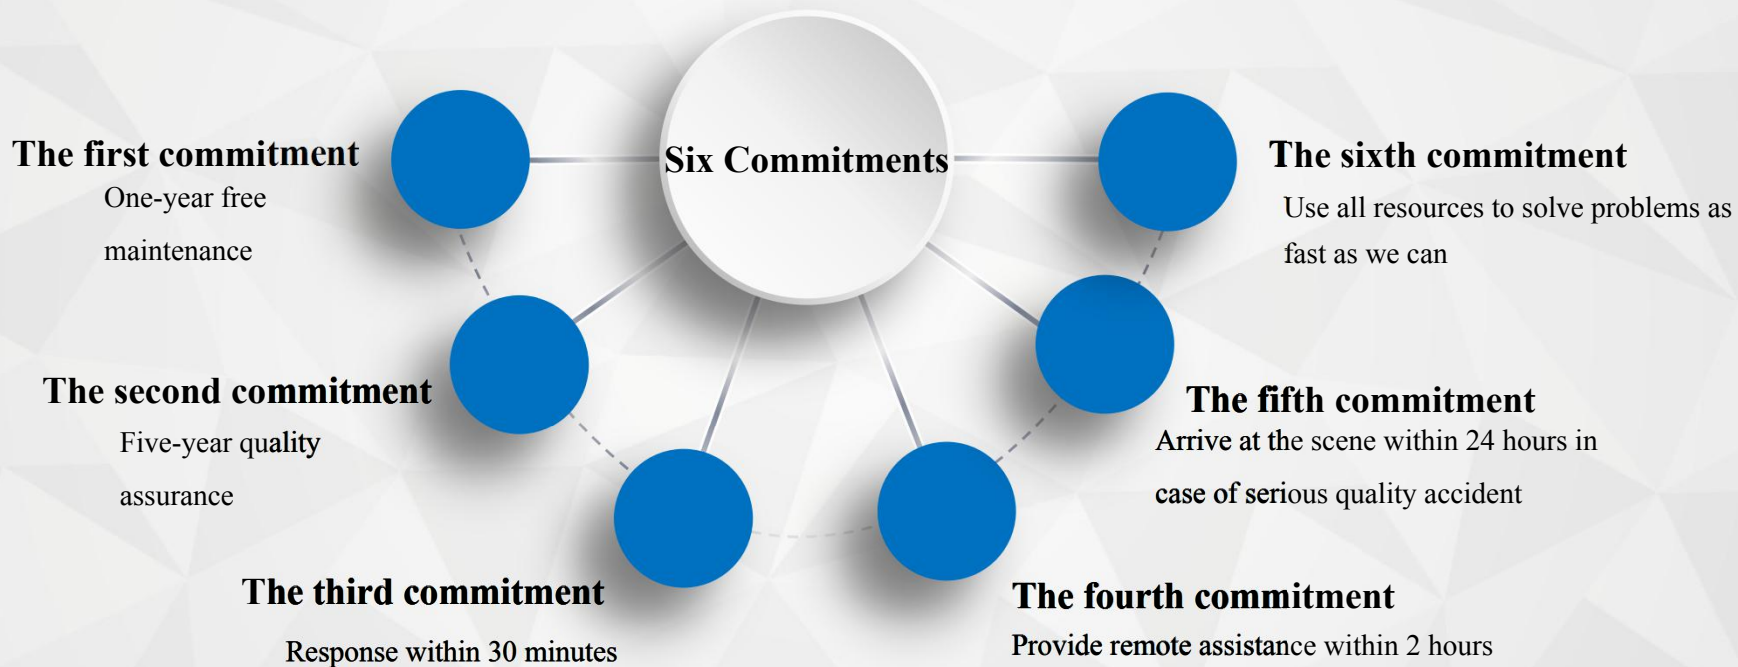 Six Commitments
The first commitment
One-year free
maintenance
The second commitment
Five-year quality
assurance
The third commitment
Response within 30 minutes
The fourth commitment
Provide remote assistance within 2 hours
The fifth commitment
Arrive at the scene within 24 hours in
case of serious quality accident
The sixth commitment
Use all resources to solve problems as
fast as we can